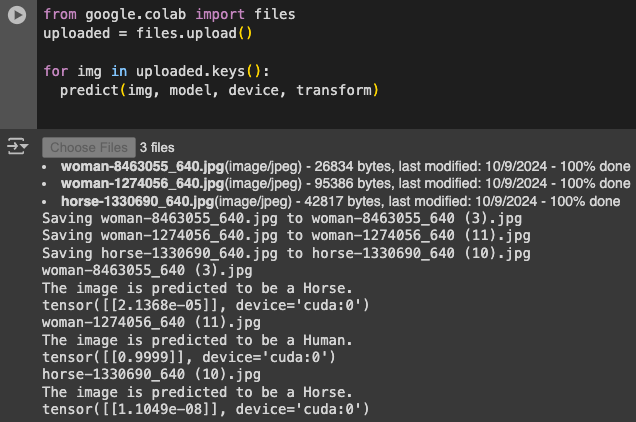 from google.colab import files
uploaded = files.upload()
for img in uploaded.keys():
predict(img, model, device, transform)
Choose Files 3 files
• woman-8463055_640.jpg(image/jpeg) - 26834 bytes, last modified: 10/9/2024 - 100% done
• woman-1274056_640.jpg(image/jpeg) - 95386 bytes, last modified: 10/9/2024 - 100% done
• horse-1330690_640.jpg(image/jpeg) - 42817 bytes, last modified: 10/9/2024 - 100% done
Saving woman-8463055_640.jpg to woman-8463055_640 (3).jpg
Saving woman-1274056_640.jpg to woman-1274056_640 (11).jpg
Saving horse-1330690_640.jpg to horse-1330690_640 (10).jpg
woman-8463055_640 (3).jpg
The image is predicted to be a Horse.
tensor([[2.1368e-05]], device='cuda:0')
woman-1274056_640 (11).jpg
The image is predicted to be a Human.
tensor([[0.9999]], device='cuda:0')
horse-1330690_640 (10).jpg
The image is predicted to be a Horse.
tensor([[1.1049e-08]], device='cuda:0')